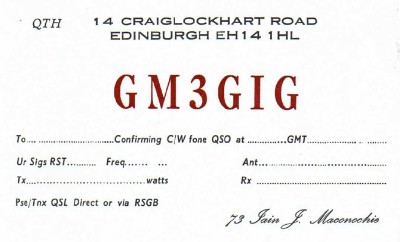 QTH 14 CRAIGLOCKHART ROAD
EDINBURGH EH14 1HL
GM3GIG
To..............Confirming C/W fone QSO at..............GMT..............
Ur Sigs RST........... Freq............. Ant..............................
Tx..............................watts Rx..............................
Pse/Tnx QSL Direct or via RSGB
73 Iain J. Maconochie